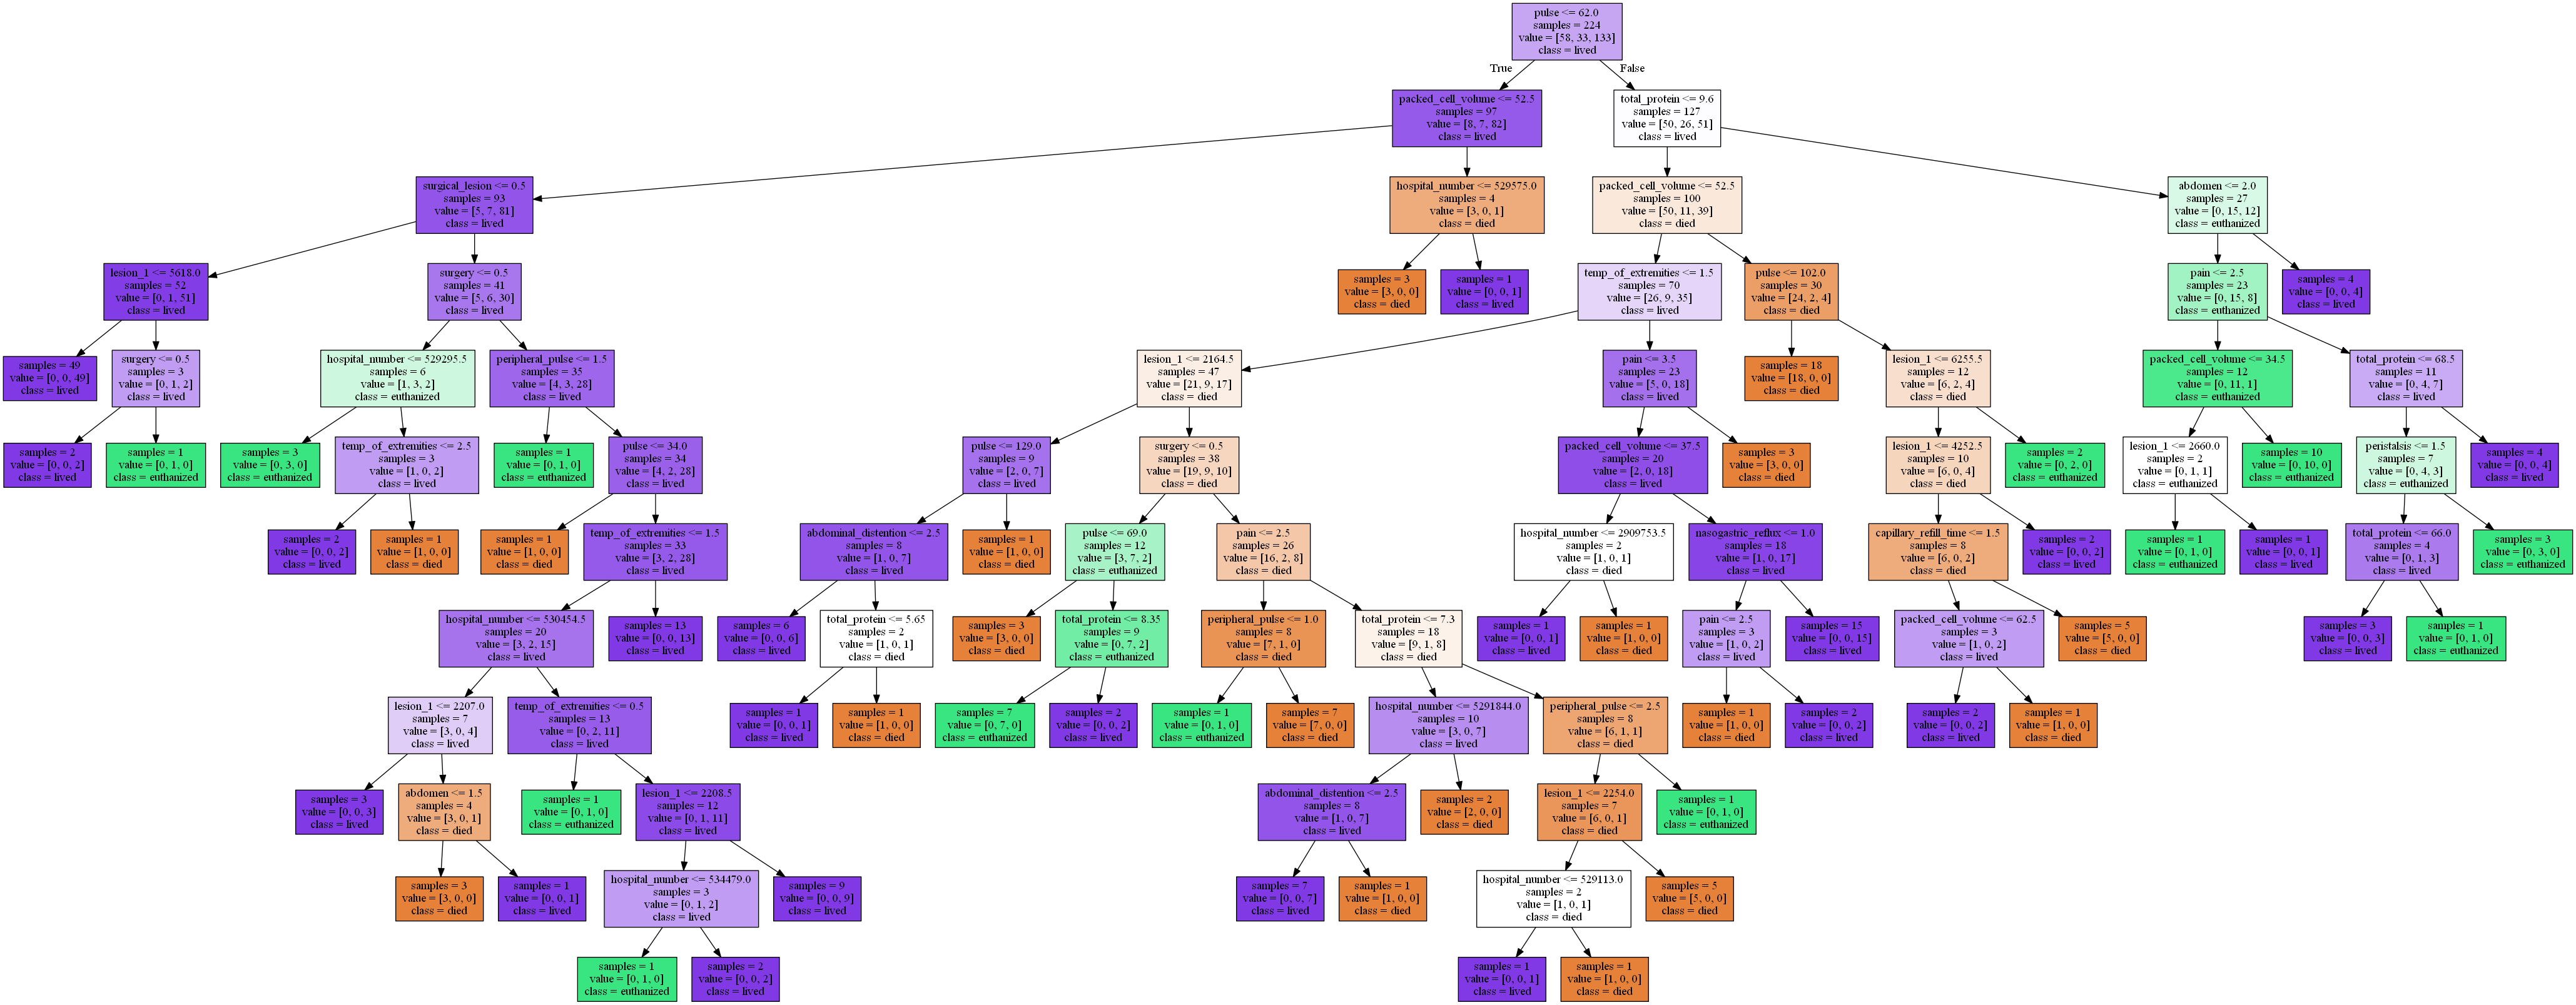 pulse <= 62.0
samples = 224
value = [58, 33, 133]
class = lived
True
False
packed_cell_volume <= 52.5
samples = 97
value = [8, 7, 82]
class = lived
total_protein <= 9.6
samples = 127
value = [50, 26, 51]
class = lived
surgical_lesion <= 0.5
samples = 93
value = [5, 7, 81]
class = lived
hospital_number <= 529575.0
samples = 4
value = [3, 0, 1]
class = died
packed_cell_volume <= 52.5
samples = 100
value = [50, 11, 39]
class = died
abdomen <= 2.0
samples = 27
value = [0, 15, 12]
class = euthanized
lesion_1 <= 5618.0
samples = 52
value = [0, 1, 51]
class = lived
surgery <= 0.5
samples = 41
value = [5, 6, 30]
class = lived
samples = 3
value = [3, 0, 0]
class = died
samples = 1
value = [0, 0, 1]
class = lived
temp_of_extremities <= 1.5
samples = 70
value = [26, 9, 35]
class = lived
pulse <= 102.0
samples = 30
value = [24, 2, 4]
class = died
pain <= 2.5
samples = 23
value = [0, 15, 8]
class = euthanized
samples = 4
value = [0, 0, 4]
class = lived
samples = 49
value = [0, 0, 49]
class = lived
surgery <= 0.5
samples = 3
value = [0, 1, 2]
class = lived
hospital_number <= 529295.5
samples = 6
value = [1, 3, 2]
class = euthanized
peripheral_pulse <= 1.5
samples = 35
value = [4, 3, 28]
class = lived
lesion_1 <= 2164.5
samples = 47
value = [21, 9, 17]
class = died
pain <= 3.5
samples = 23
value = [5, 0, 18]
class = lived
samples = 18
value = [18, 0, 0]
class = died
lesion_1 <= 6255.5
samples = 12
value = [6, 2, 4]
class = died
packed_cell_volume <= 34.5
samples = 12
value = [0, 11, 1]
class = euthanized
total_protein <= 68.5
samples = 11
value = [0, 4, 7]
class = lived
samples = 2
value = [0, 0, 2]
class = lived
samples = 1
value = [0, 1, 0]
class = euthanized
samples = 3
value = [0, 3, 0]
class = euthanized
temp_of_extremities <= 2.5
samples = 3
value = [1, 0, 2]
class = lived
samples = 1
value = [0, 1, 0]
class = euthanized
pulse <= 34.0
samples = 34
value = [4, 2, 28]
class = lived
pulse <= 129.0
samples = 9
value = [2, 0, 7]
class = lived
surgery <= 0.5
samples = 38
value = [19, 9, 10]
class = died
packed_cell_volume <= 37.5
samples = 20
value = [2, 0, 18]
class = lived
samples = 3
value = [3, 0, 0]
class = died
lesion_1 <= 4252.5
samples = 10
value = [6, 0, 4]
class = died
samples = 2
value = [0, 2, 0]
class = euthanized
lesion_1 <= 2660.0
samples = 2
value = [0, 1, 1]
class = euthanized
samples = 10
value = [0, 10, 0]
class = euthanized
peristalsis <= 1.5
samples = 7
value = [0, 4, 3]
class = euthanized
samples = 4
value = [0, 0, 4]
class = lived
samples = 2
value = [0, 0, 2]
class = lived
samples = 1
value = [1, 0, 0]
class = died
samples = 1
value = [1, 0, 0]
class = died
temp_of_extremities <= 1.5
samples = 33
value = [3, 2, 28]
class = lived
abdominal_distention <= 2.5
samples = 8
value = [1, 0, 7]
class = lived
samples = 1
value = [1, 0, 0]
class = died
pulse <= 69.0
samples = 12
value = [3, 7, 2]
class = euthanized
pain <= 2.5
samples = 26
value = [16, 2, 8]
class = died
hospital_number <= 2909753.5
samples = 2
value = [1, 0, 1]
class = died
nasogastric_reflux <= 1.0
samples = 18
value = [1, 0, 17]
class = lived
capillary_refill_time <= 1.5
samples = 8
value = [6, 0, 2]
class = died
samples = 2
value = [0, 0, 2]
class = lived
samples = 1
value = [0, 1, 0]
class = euthanized
samples = 1
value = [0, 0, 1]
class = lived
total_protein <= 66.0
samples = 4
value = [0, 1, 3]
class = lived
samples = 3
value = [0, 3, 0]
class = euthanized
hospital_number <= 530454.5
samples = 20
value = [3, 2, 15]
class = lived
samples = 13
value = [0, 0, 13]
class = lived
samples = 6
value = [0, 0, 6]
class = lived
total_protein <= 5.65
samples = 2
value = [1, 0, 1]
class = died
samples = 3
value = [3, 0, 0]
class = died
total_protein <= 8.35
samples = 9
value = [0, 7, 2]
class = euthanized
peripheral_pulse <= 1.0
samples = 8
value = [7, 1, 0]
class = died
total_protein <= 7.3
samples = 18
value = [9, 1, 8]
class = died
samples = 1
value = [0, 0, 1]
class = lived
samples = 1
value = [1, 0, 0]
class = died
pain <= 2.5
samples = 3
value = [1, 0, 2]
class = lived
samples = 15
value = [0, 0, 15]
class = lived
packed_cell_volume <= 62.5
samples = 3
value = [1, 0, 2]
class = lived
samples = 5
value = [5, 0, 0]
class = died
samples = 3
value = [0, 0, 3]
class = lived
samples = 1
value = [0, 1, 0]
class = euthanized
lesion_1 <= 2207.0
samples = 7
value = [3, 0, 4]
class = lived
temp_of_extremities <= 0.5
samples = 13
value = [0, 2, 11]
class = lived
samples = 1
value = [0, 0, 1]
class = lived
samples = 1
value = [1, 0, 0]
class = died
samples = 7
value = [0, 7, 0]
class = euthanized
samples = 2
value = [0, 0, 2]
class = lived
samples = 1
value = [0, 1, 0]
class = euthanized
samples = 7
value = [7, 0, 0]
class = died
hospital_number <= 5291844.0
samples = 10
value = [3, 0, 7]
class = lived
peripheral_pulse <= 2.5
samples = 8
value = [6, 1, 1]
class = died
samples = 1
value = [1, 0, 0]
class = died
samples = 2
value = [0, 0, 2]
class = lived
samples = 2
value = [0, 0, 2]
class = lived
samples = 1
value = [1, 0, 0]
class = died
samples = 3
value = [0, 0, 3]
class = lived
abdomen <= 1.5
samples = 4
value = [3, 0, 1]
class = died
samples = 1
value = [0, 1, 0]
class = euthanized
lesion_1 <= 2208.5
samples = 12
value = [0, 1, 11]
class = lived
abdominal_distention <= 2.5
samples = 8
value = [1, 0, 7]
class = lived
samples = 2
value = [2, 0, 0]
class = died
lesion_1 <= 2254.0
samples = 7
value = [6, 0, 1]
class = died
samples = 1
value = [0, 1, 0]
class = euthanized
samples = 3
value = [3, 0, 0]
class = died
samples = 1
value = [0, 0, 1]
class = lived
hospital_number <= 534479.0
samples = 3
value = [0, 1, 2]
class = lived
samples = 9
value = [0, 0, 9]
class = lived
samples = 7
value = [0, 0, 7]
class = lived
samples = 1
value = [1, 0, 0]
class = died
hospital_number <= 529113.0
samples = 2
value = [1, 0, 1]
class = died
samples = 5
value = [5, 0, 0]
class = died
samples = 1
value = [0, 1, 0]
class = euthanized
samples = 2
value = [0, 0, 2]
class = lived
samples = 1
value = [0, 0, 1]
class = lived
samples = 1
value = [1, 0, 0]
class = died